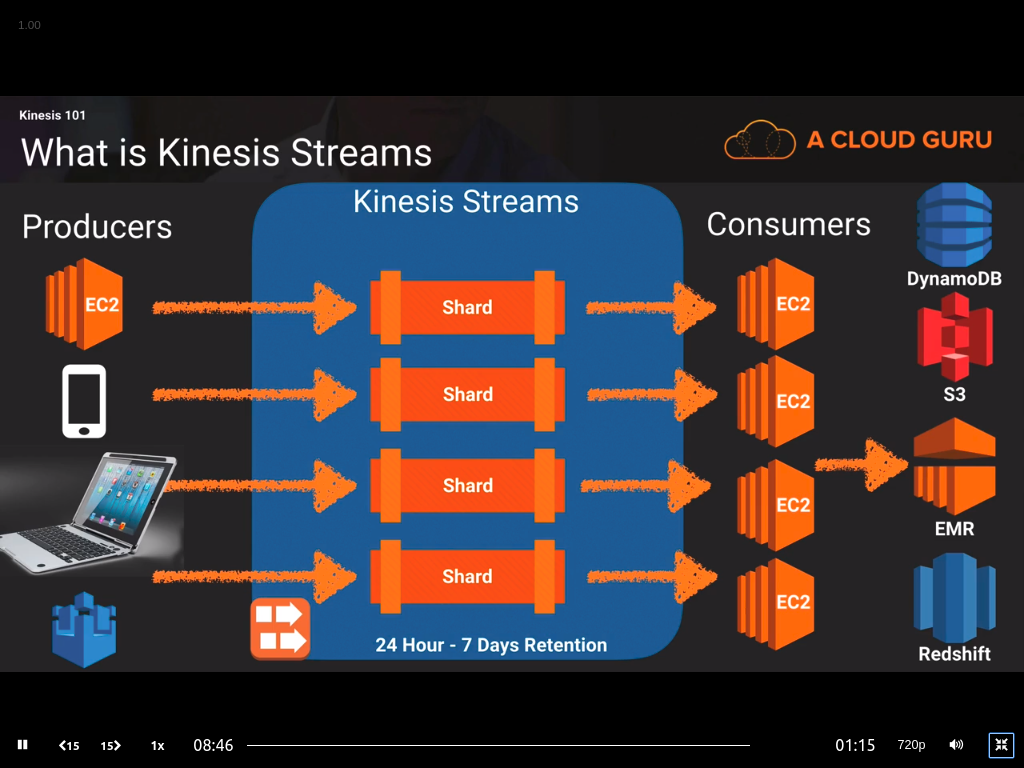 1.00
Kinesis 101
What is Kinesis Streams
A CLOUD GURU
Kinesis Streams
Producers
Consumers
DynamoDB
EC2
Shard
EC2
S3
Shard
EC2
Shard
EC2
EMR
Shard
EC2
24 Hour - 7 Days Retention
Redshift
15
15
1x
08:46
01:15
720p